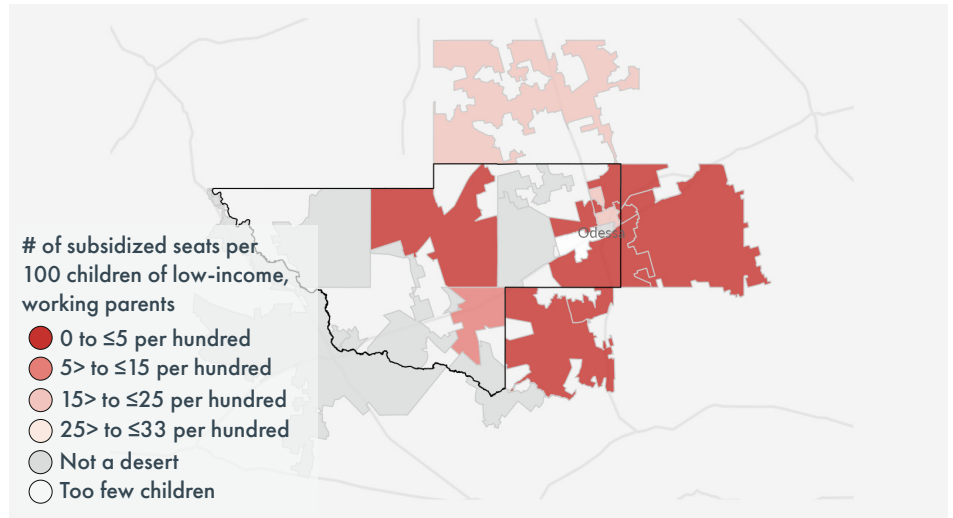 Odessa
# of subsidized seats per
100 children of low-income,
working parents
0 to ≤5 per hundred
5> to ≤15 per hundred
15> to ≤25 per hundred
25> to ≤33 per hundred
Not a desert
Too few children